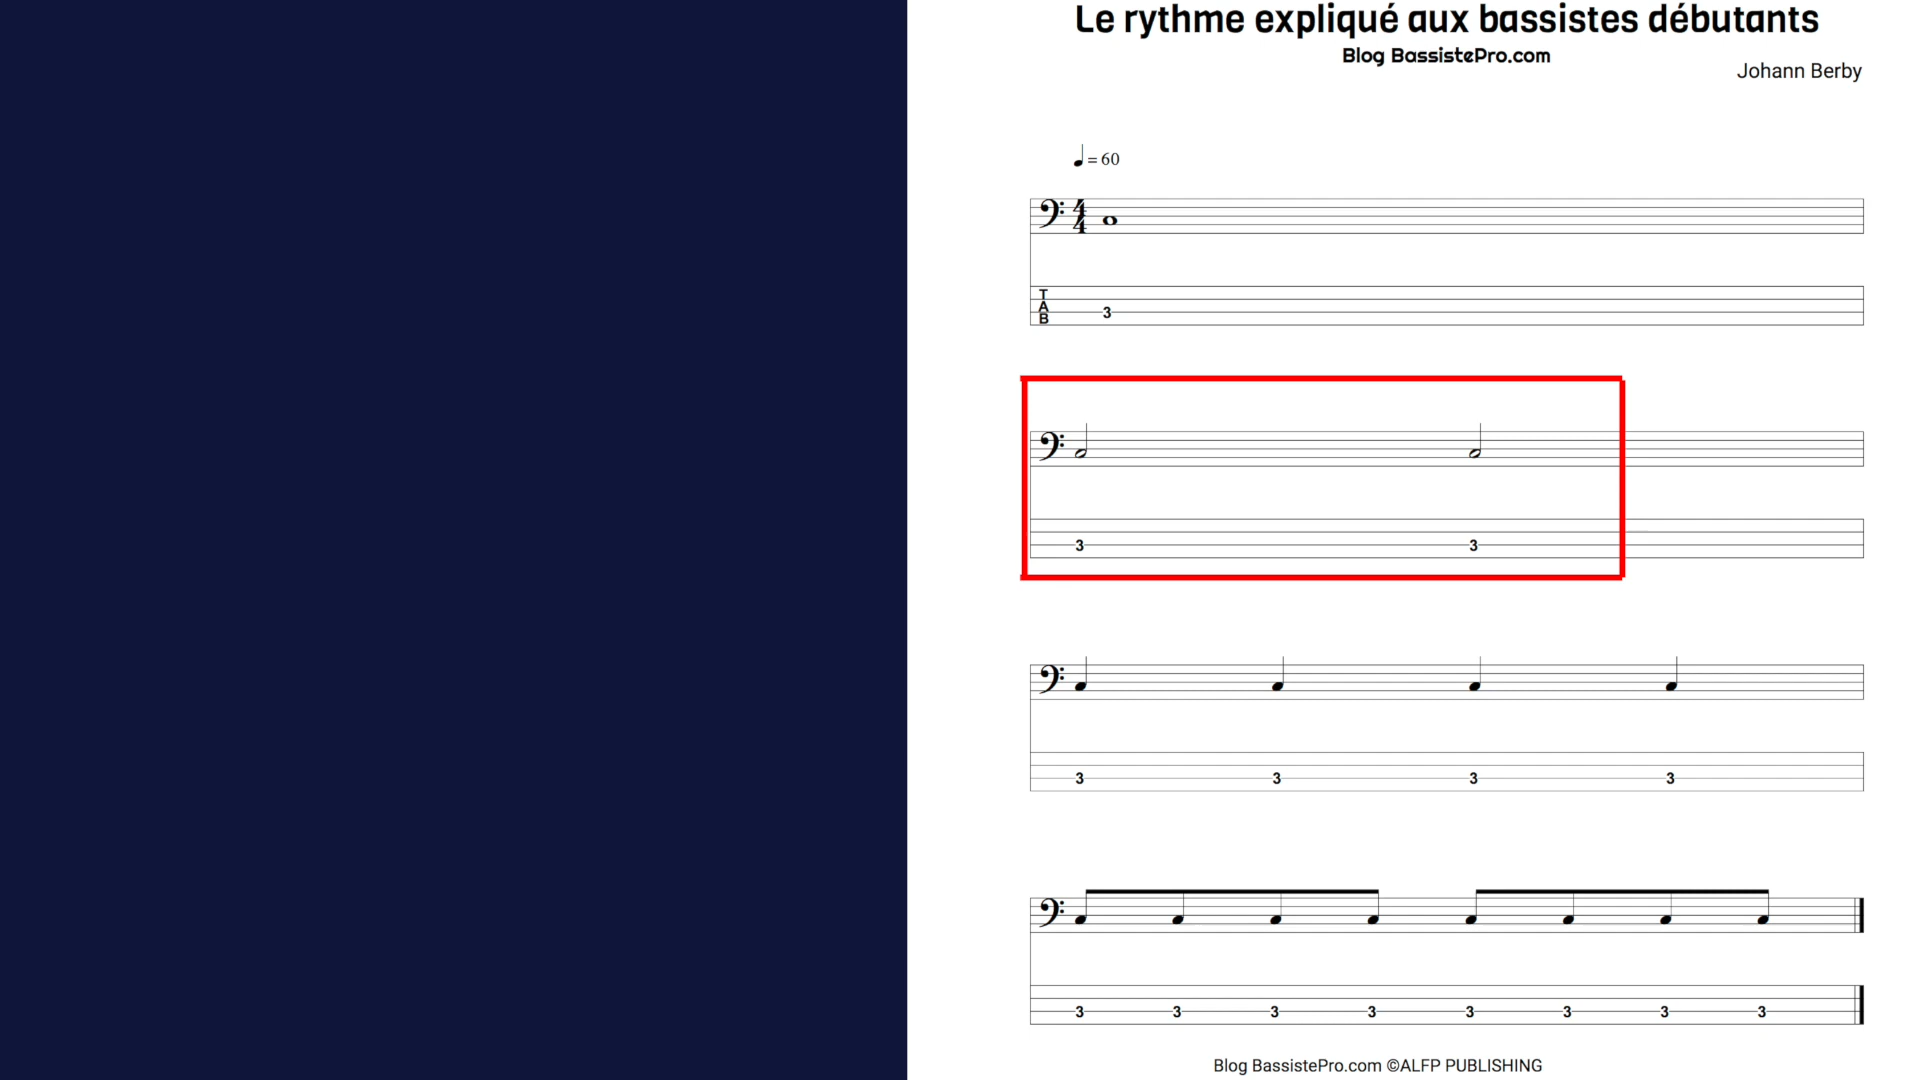 Le rythme expliqué aux bassistes débutants
Blog BassistePro.com
Johann Berby
= 60
4
4
T
A
B
3
3 3
3 3 3 3
3 3 3 3 3 3 3 3
Blog BassistePro.com ©ALFP PUBLISHING